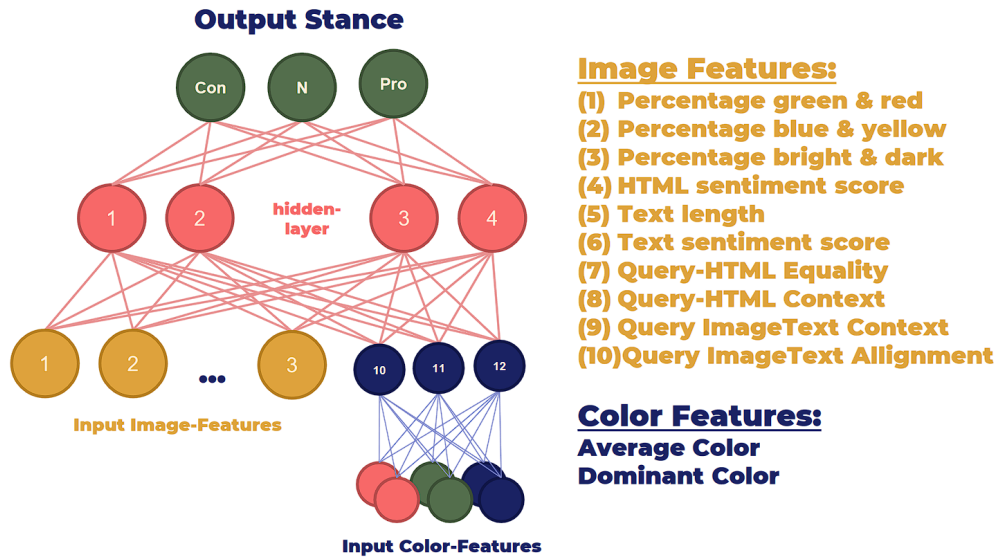 Output Stance
Con
N
Pro
1
2
hidden-
layer
3
4
1
2
...
3
10
11
12
Input Image-Features
Input Color-Features
Image Features:
(1) Percentage green & red
(2) Percentage blue & yellow
(3) Percentage bright & dark
(4) HTML sentiment score
(5) Text length
(6) Text sentiment score
(7) Query-HTML Equality
(8) Query-HTML Context
(9) Query ImageText Context
(10)Query ImageText Allignment
Color Features:
Average Color
Dominant Color